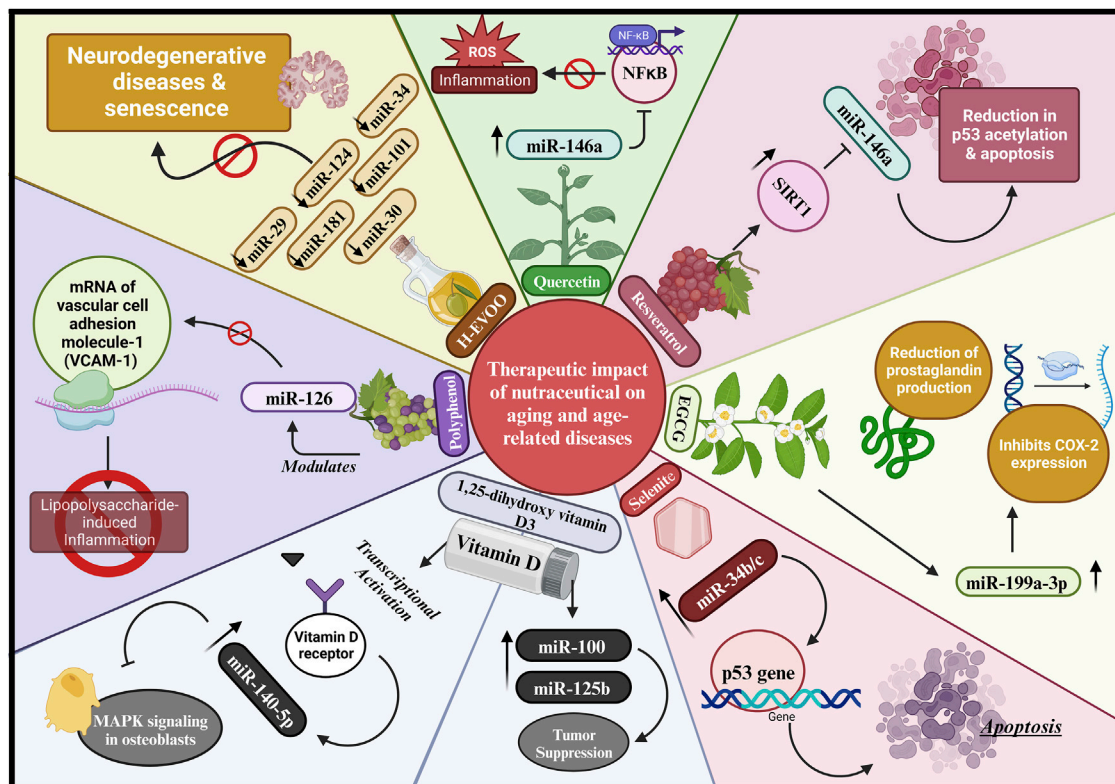 Neurodegenerative
diseases &
senescence
miR-34
miR-124
miR-101
miR-29
miR-181
miR-30
H-EVOO
ROS
Inflammation
NF-κB
NFκB
miR-146a
Quercetin
miR-146a
Reduction in
p53 acetylation
& apoptosis
SIRT1
Resveratrol
mRNA of
vascular cell
adhesion
molecule-1
(VCAM-1)
miR-126
Modulates
Polyphenol
Lipopolysaccharide-
induced
Inflammation
Therapeutic impact
of nutraceutical on
aging and age-
related diseases
EGCG
Reduction of
prostaglandin
production
Inhibits COX-2
expression
miR-199a-3p
1,25-dihydroxy vitamin
D3
Vitamin D
Transcriptional
Activation
Vitamin D
receptor
miR-140-5p
MAPK signaling
in osteoblasts
miR-100
miR-125b
Tumor
Suppression
Selenite
miR-34b/c
p53 gene
Gene
Apoptosis